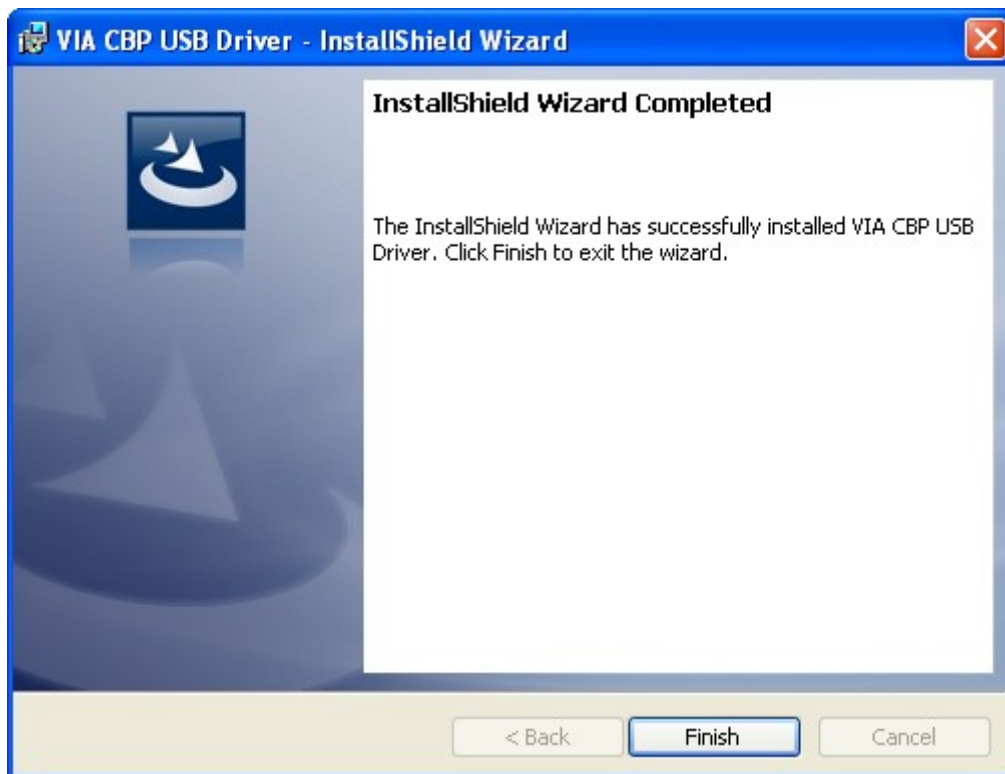 VIA CBP USB Driver - InstallShield Wizard
InstallShield Wizard Completed
The InstallShield Wizard has successfully installed VIA CBP USB
Driver. Click Finish to exit the wizard.
< Back
Finish
Cancel